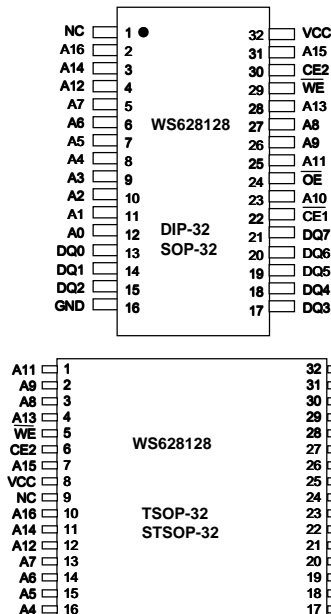 NC 1 32 VCC
A16 2 31 A15
A14 3 30 CE2
A12 4 29 WE
A7 5 28 A13
A6 6 WS628128 27 A8
A5 7 26 A9
A4 8 25 A11
A3 9 24 OE
A2 10 23 A10
A1 11 22 CE1
A0 12 DIP-32 21 DQ7
DQ0 13 SOP-32 20 DQ6
DQ1 14 19 DQ5
DQ2 15 18 DQ4
GND 16 17 DQ3
A11 1 32
A9 2 31
A8 3 30
A13 4 29
WE 5 28
CE2 6 WS628128 27
A15 7 26
VCC 8 25
NC 9 24
A16 10 TSOP-32 23
A14 11 STSOP-32 22
A12 12 21
A7 13 20
A6 14 19
A5 15 18
A4 16 17